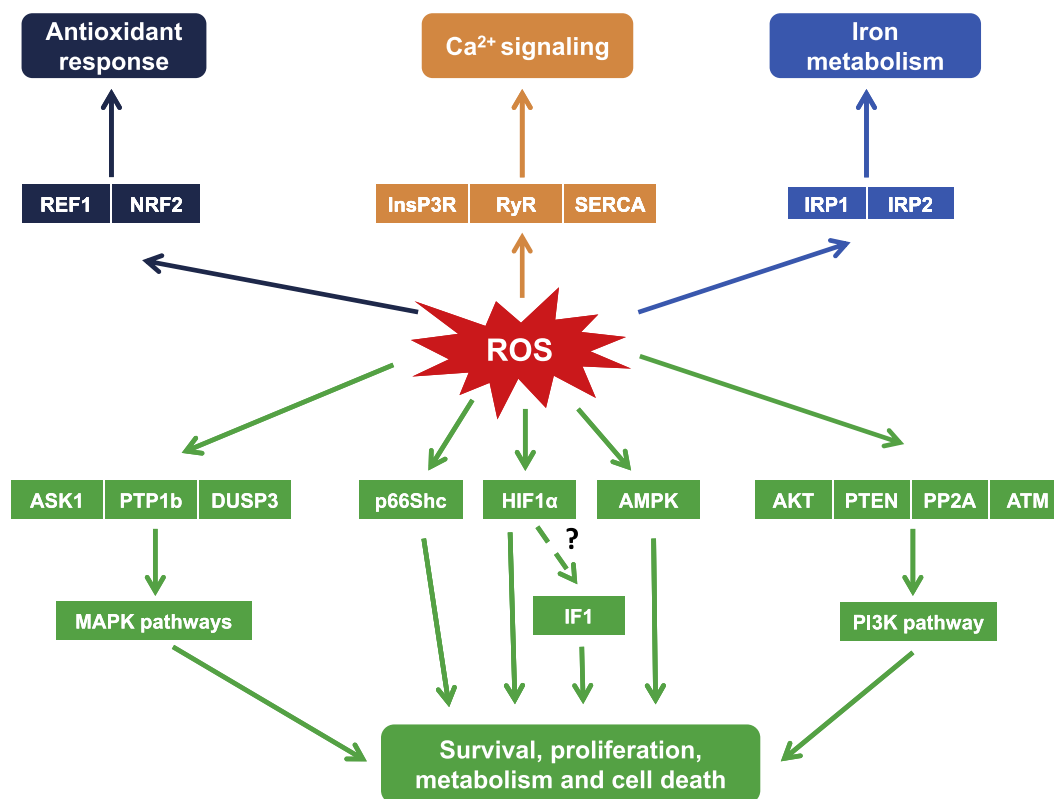 Antioxidant
response
Ca²⁺ signaling
Iron
metabolism
REF1 NRF2
InsP3R RyR SERCA
IRP1 IRP2
ROS
ASK1 PTP1b DUSP3
p66Shc
HIF1α
AMPK
AKT PTEN PP2A ATM
?
IF1
MAPK pathways
PI3K pathway
Survival, proliferation,
metabolism and cell death